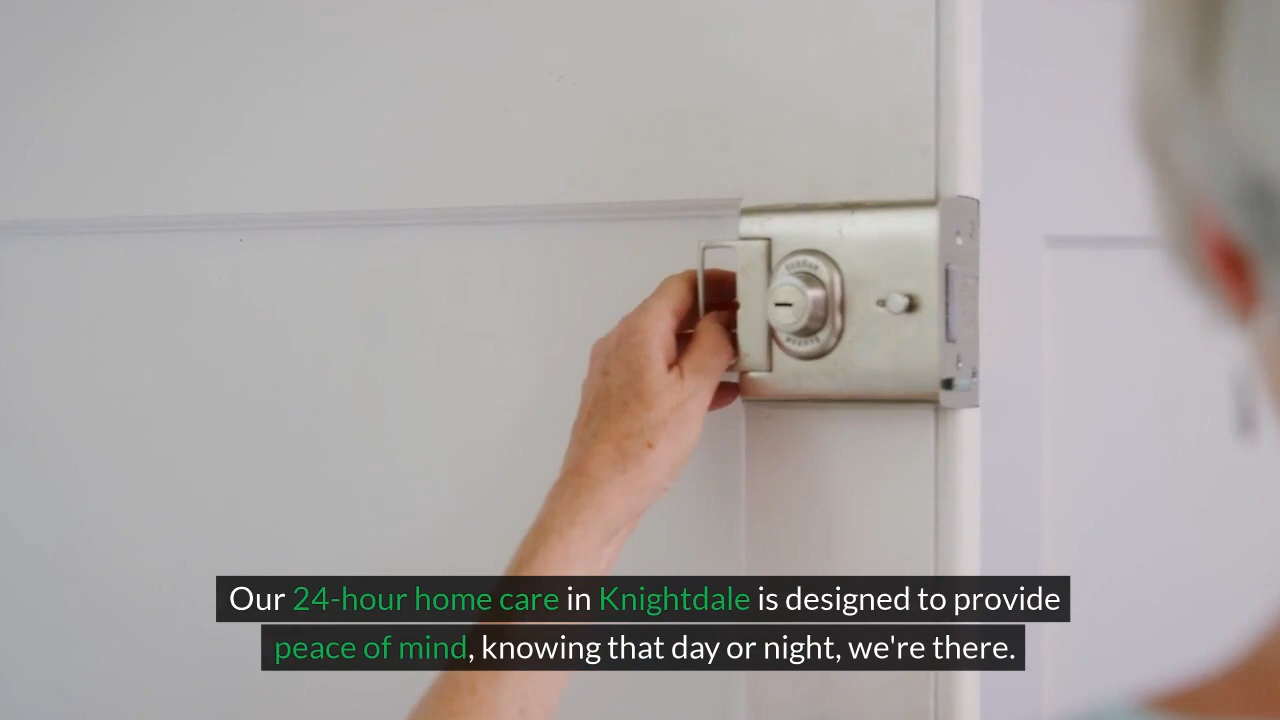 Our 24-hour home care in Knightdale is designed to provide
peace of mind, knowing that day or night, we're there.